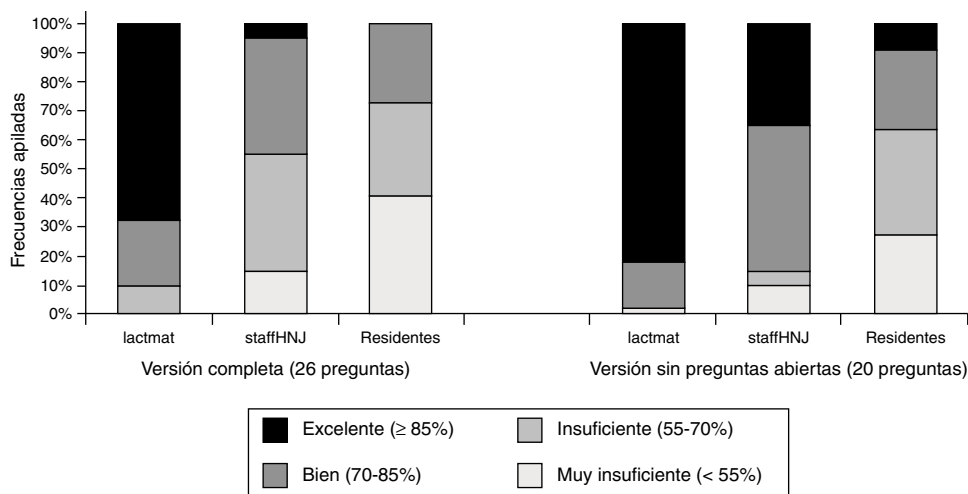 Frecuencias apiladas
100%
90%
80%
70%
60%
50%
40%
30%
20%
10%
0%
lactmat staffHNJ Residentes lactmat staffHNJ Residentes
Versión completa (26 preguntas) Versión sin preguntas abiertas (20 preguntas)
Excelente (≥ 85%) Insuficiente (55-70%)
Bien (70-85%) Muy insuficiente (< 55%)